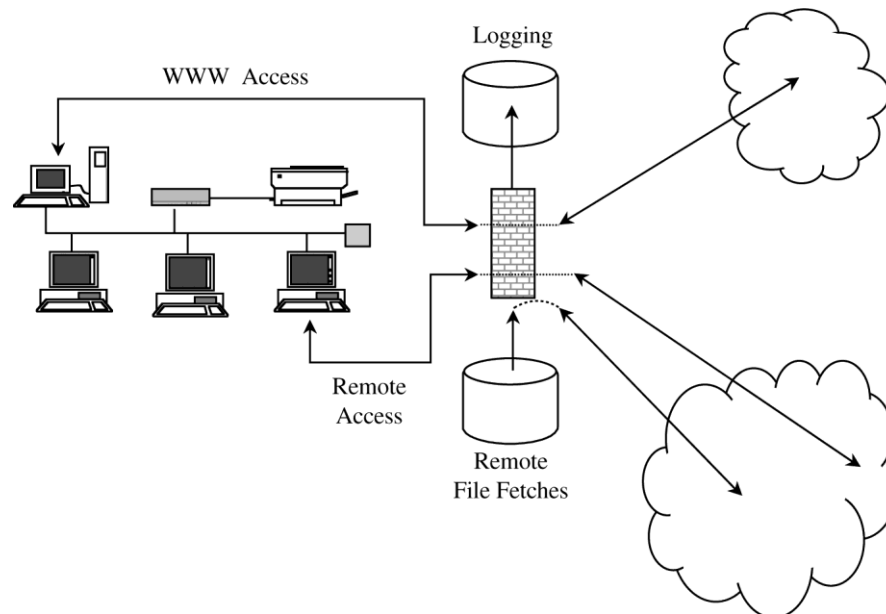 Logging
WWW Access
Remote
Access
Remote
File Fetches